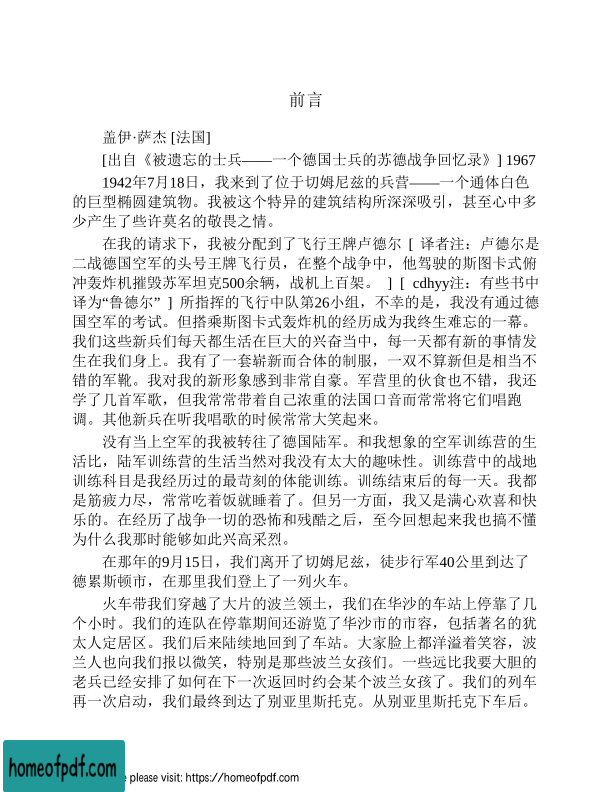 前言
盖伊·萨杰 [法国]
[出自《被遗忘的士兵——一个德国士兵的苏德战争回忆录》] 1967
1942年7月18日，我来到了位于切姆尼兹的兵营——一个通体白色
的巨型椭圆建筑物。我被这个特异的建筑结构所深深吸引，甚至心中多
少产生了些许莫名的敬畏之情。
在我的请求下，我被分配到了飞行王牌卢德尔 [ 译者注：卢德尔是
二战德国空军的头号王牌飞行员，在整个战争中，他驾驶的斯图卡式俯
冲轰炸机摧毁苏军坦克500余辆，战机上百架。 ] [ cdhyy注：有些书中
译为“鲁德尔” ] 所指挥的飞行中队第26小组，不幸的是，我没有通过德
国空军的考试。但搭乘斯图卡式轰炸机的经历成为我终生难忘的一幕。
我们这些新兵们每天都生活在巨大的兴奋当中，每一天都有新的事情发
生在我们身上。我有了一套崭新而合体的制服，一双不算新但是相当不
错的军靴。我对我的新形象感到非常自豪。军营里的伙食也不错，我还
学了几首军歌，但我常常带着自己浓重的法国口音而常常将它们唱跑
调。其他新兵在听我唱歌的时候常常大笑起来。
没有当上空军的我被转往了德国陆军。和我想象的空军训练营的生
活比，陆军训练营的生活当然对我没有太大的趣味性。训练营中的战地
训练科目是我经历过的最苛刻的体能训练。训练结束后的每一天。我都
是筋疲力尽，常常吃着饭就睡着了。但另一方面，我又是满心欢喜和快
乐的。在经历了战争一切的恐怖和残酷之后，至今回想起来我也搞不懂
为什么我那时能够如此兴高采烈。
在那年的9月15日，我们离开了切姆尼兹，徒步行军40公里到达了
德累斯顿市，在那里我们登上了一列火车。
火车带我们穿越了大片的波兰领土，我们在华沙的车站上停靠了几
个小时。我们的连队在停靠期间还游览了华沙市的市容，包括著名的犹
太人定居区。我们后来陆续地回到了车站。大家脸上都洋溢着笑容，波
兰人也向我们报以微笑，特别是那些波兰女孩们。一些远比我要大胆的
老兵已经安排了如何在下一次返回时约会某个波兰女孩了。我们的列车
再一次启动，我们最终到达了别亚里斯托克。从别亚里斯托克下车后。
homeofpdf.com
e please visit: https://homeofpdf.com